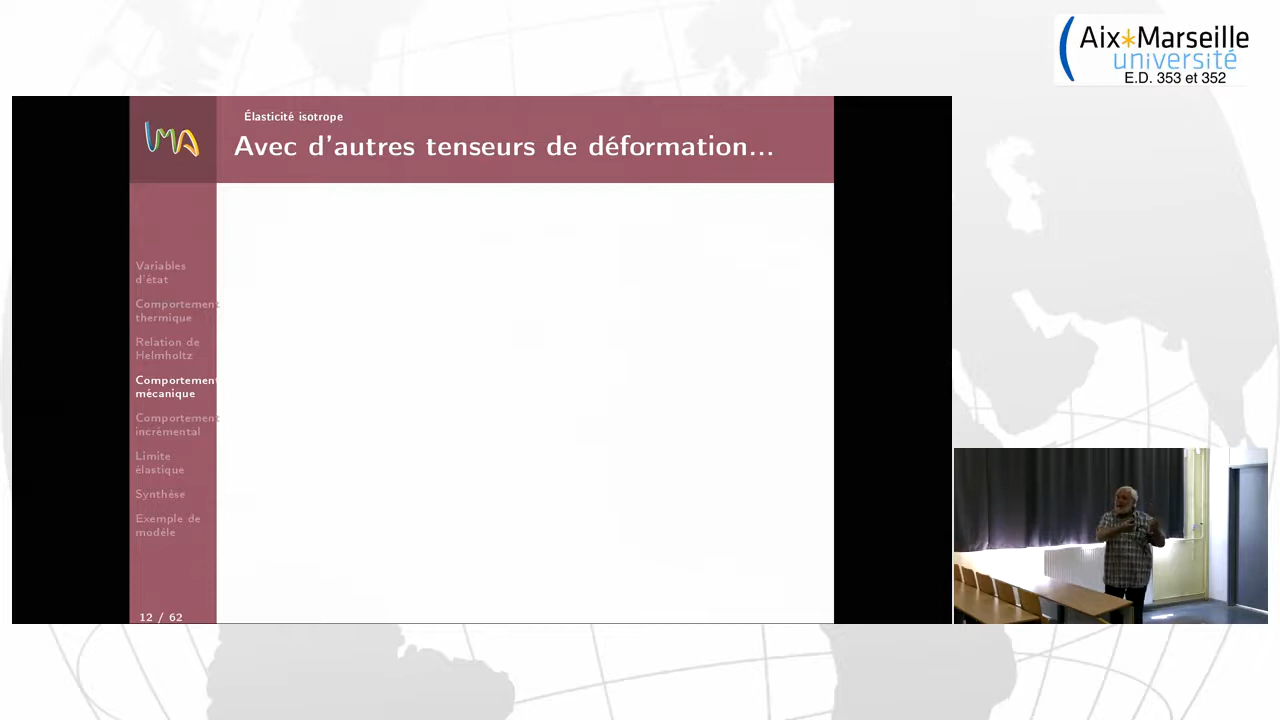 Aix*Marseille
université
E.D. 353 et 352
Élasticité isotrope
LMA
Avec d'autres tenseurs de déformation...
Variables
d'état
Comportement
thermique
Relation de
Helmholtz
Comportement
mécanique
Comportement
incrémental
Limite
élastique
Synthèse
Exemple de
modèle
12 / 62